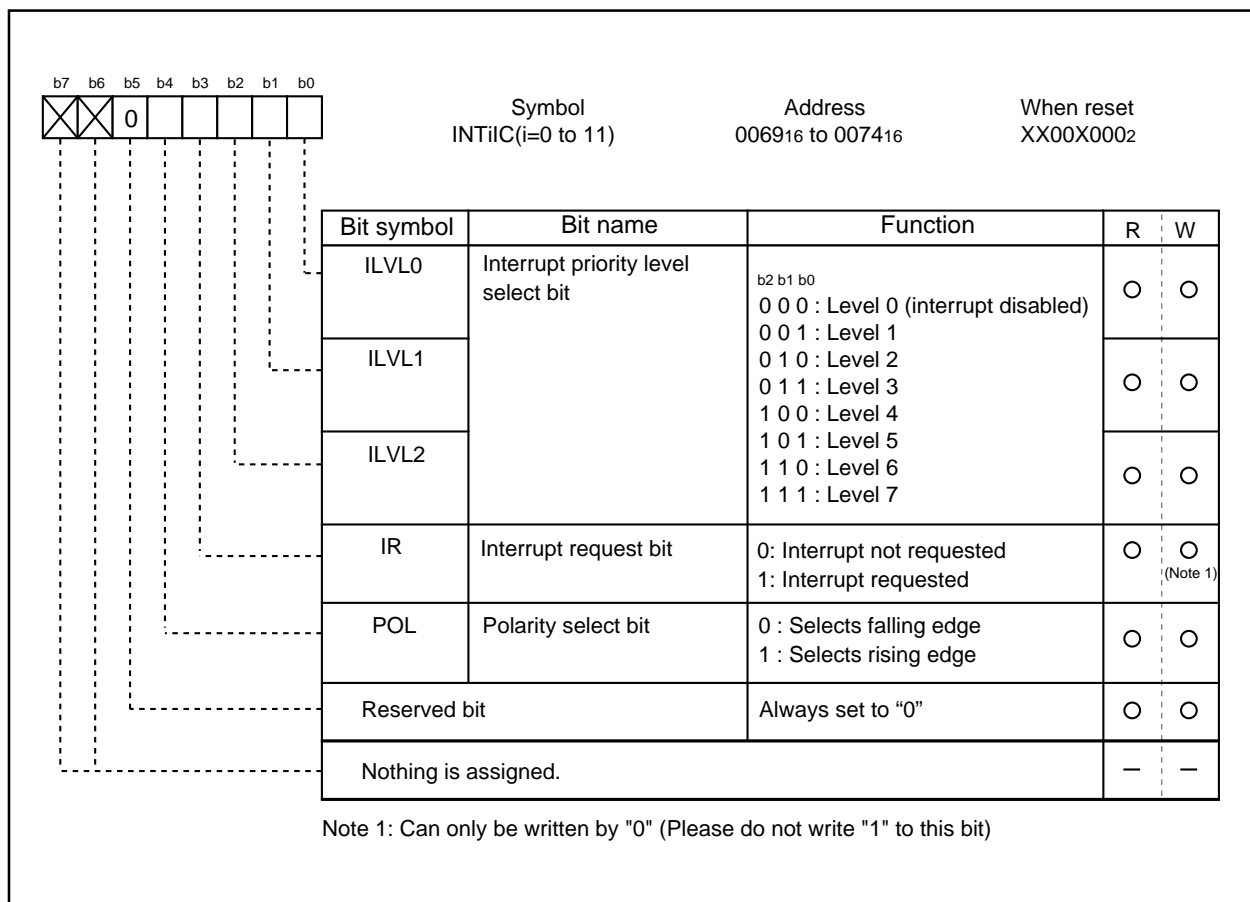 b7 b6 b5 b4 b3 b2 b1 b0
0
Symbol Address When reset
INTiIC(i=0 to 11) 006916 to 007416 XX00X0002
Bit symbol Bit name Function R W
ILVL0 Interrupt priority level
select bit
b2 b1 b0
0 0 0 : Level 0 (interrupt disabled)
0 0 1 : Level 1
ILVL1 0 1 0 : Level 2
0 1 1 : Level 3
1 0 0 : Level 4
1 0 1 : Level 5
ILVL2 1 1 0 : Level 6
1 1 1 : Level 7
IR Interrupt request bit 0: Interrupt not requested
1: Interrupt requested (Note 1)
POL Polarity select bit 0 : Selects falling edge
1 : Selects rising edge
Reserved bit Always set to “0”
Nothing is assigned. – –
Note 1: Can only be written by "0" (Please do not write "1" to this bit)